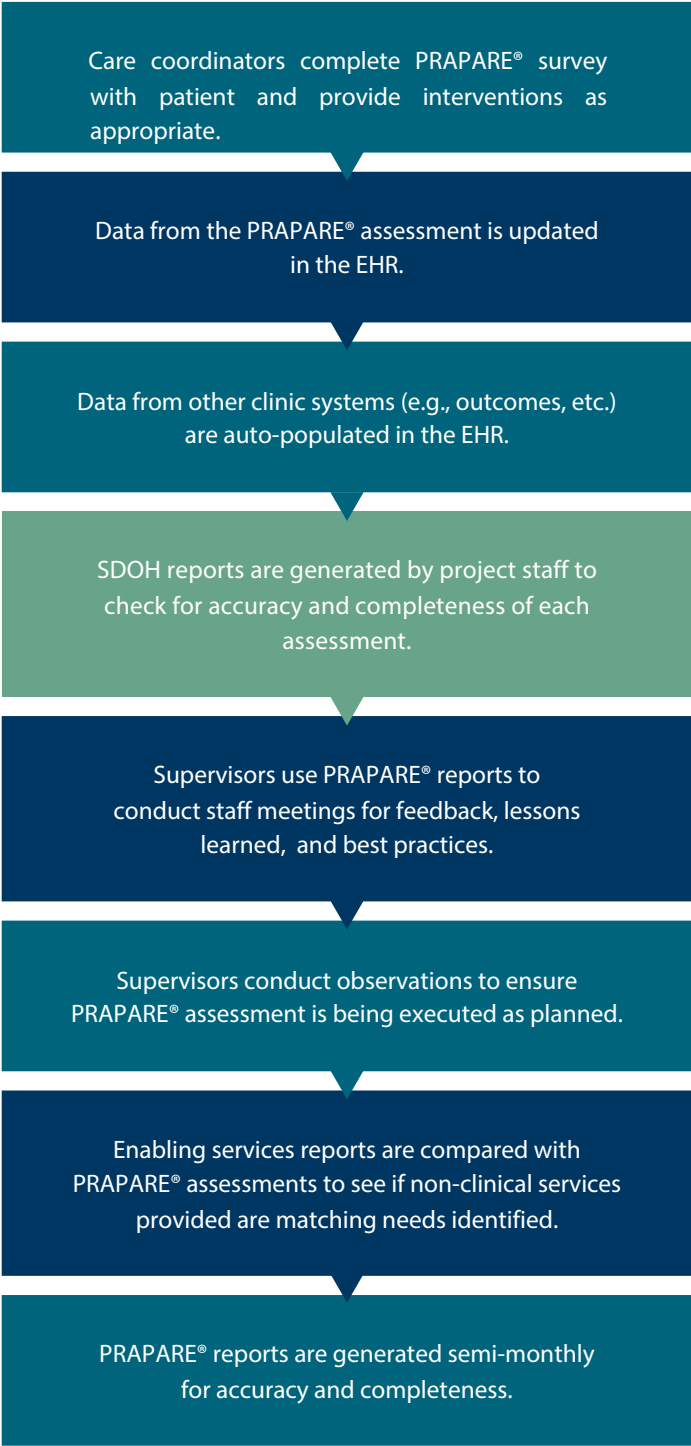 Care coordinators complete PRAPARE® survey
with patient and provide interventions as
appropriate.
Data from the PRAPARE® assessment is updated
in the EHR.
Data from other clinic systems (e.g., outcomes, etc.)
are auto-populated in the EHR.
SDOH reports are generated by project staff to
check for accuracy and completeness of each
assessment.
Supervisors use PRAPARE® reports to
conduct staff meetings for feedback, lessons
learned, and best practices.
Supervisors conduct observations to ensure
PRAPARE® assessment is being executed as planned.
Enabling services reports are compared with
PRAPARE® assessments to see if non-clinical services
provided are matching needs identified.
PRAPARE® reports are generated semi-monthly
for accuracy and completeness.